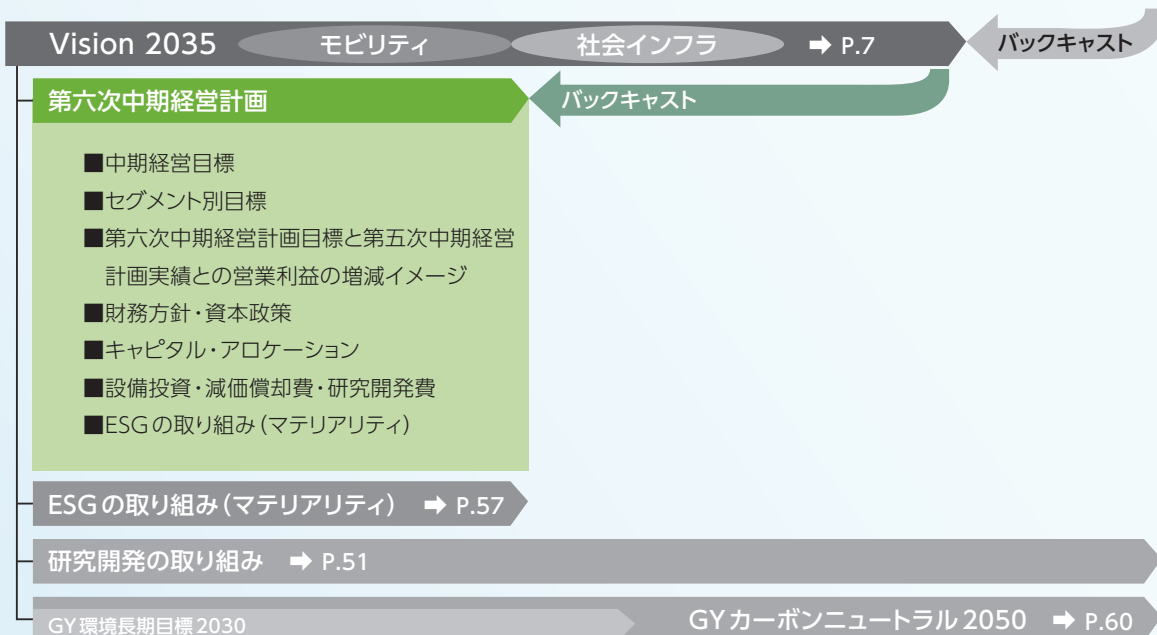 Vision 2035 モビリティ 社会インフラ ➡ P.7 バックキャスト
第六次中期経営計画 バックキャスト
■中期経営目標
■セグメント別目標
■第六次中期経営計画目標と第五次中期経営
計画実績との営業利益の増減イメージ
■財務方針・資本政策
■キャピタル・アロケーション
■設備投資・減価償却費・研究開発費
■ESGの取り組み(マテリアリティ)
ESGの取り組み(マテリアリティ) ➡ P.57
研究開発の取り組み ➡ P.51
GY環境長期目標2030 GYカーボンニュートラル2050 ➡ P.60